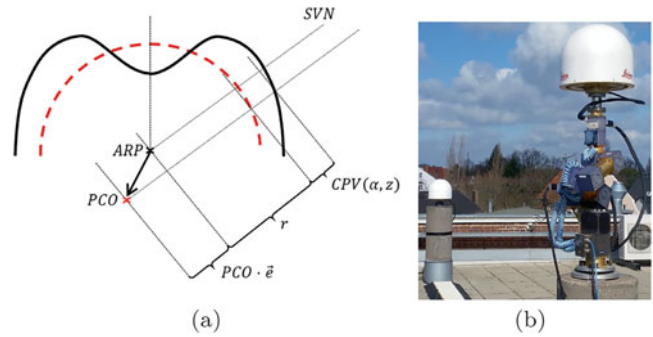 SVN
ARP
PCO
CPV(α, z)
r
PCO · e⃗
(a)
(b)